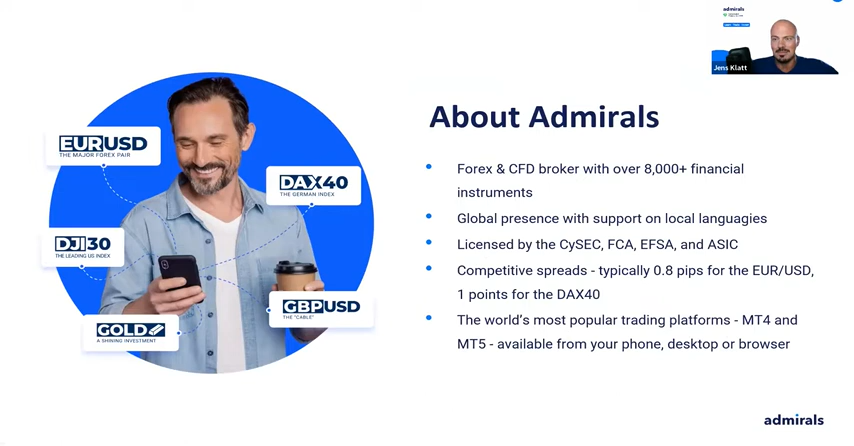 admirals
Jens Klatt
About Admirals
EURUSD
THE MAJOR FOREX PAIR
DAX40
THE GERMAN INDEX
DJI30
THE LEADING US INDEX
GBPUSD
THE "CABLE"
GOLD
A SHINING INVESTMENT
• Forex & CFD broker with over 8,000+ financial
instruments
• Global presence with support on local languagies
• Licensed by the CySEC, FCA, EFSA, and ASIC
• Competitive spreads - typically 0.8 pips for the EUR/USD,
1 points for the DAX40
• The world's most popular trading platforms - MT4 and
MT5 - available from your phone, desktop or browser
admirals